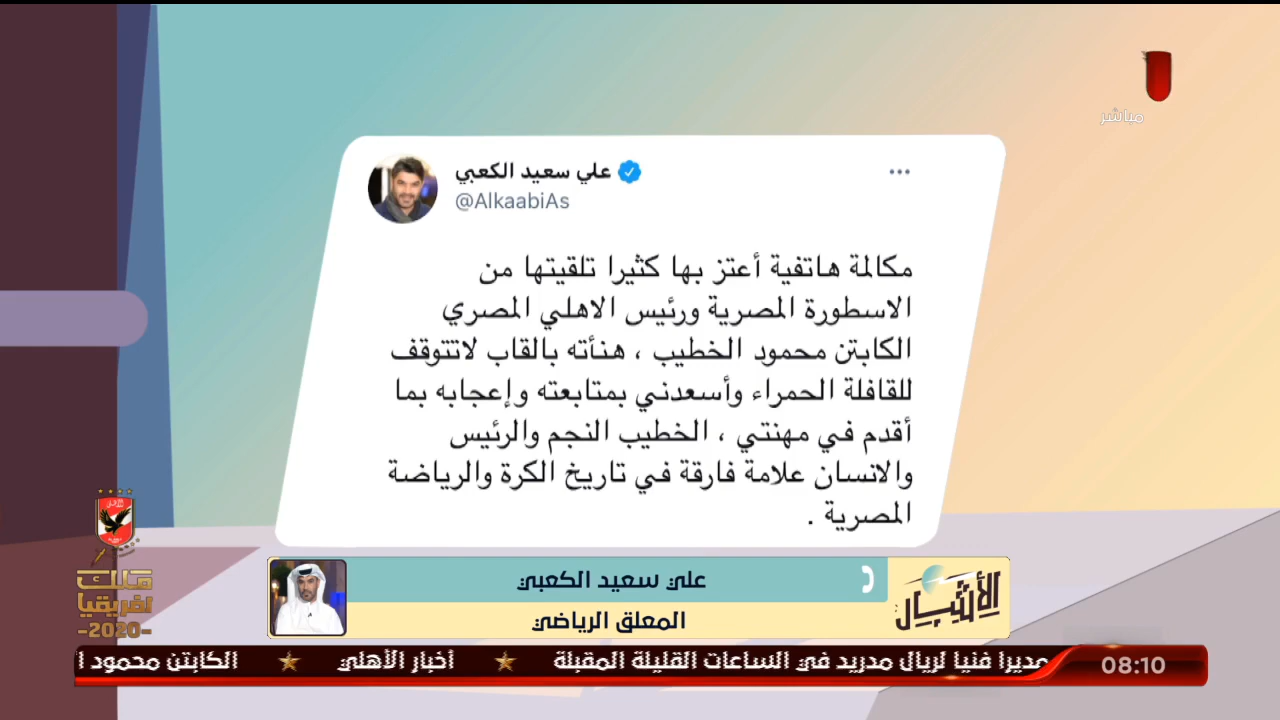 مباشر
علي سعيد الكعبي
@AlkaabiAs
مكالمة هاتفية أعتز بها كثيرا تلقيتها من
الاسطورة المصرية ورئيس الاهلي المصري
الكابتن محمود الخطيب ، هنأته بالقاب لاتتوقف
للقافلة الحمراء وأسعدني بمتابعته وإعجابه بما
أقدم في مهنتي ، الخطيب النجم والرئيس
والانسان علامة فارقة في تاريخ الكرة والرياضة
المصرية .
ملك
افريقيا
-2020-
علي سعيد الكعبي
المعلق الرياضي
مديرا فنيا لريال مدريد في الساعات القليلة المقبلة
أخبار الأهلي
الكابتن محمود ا
08:10